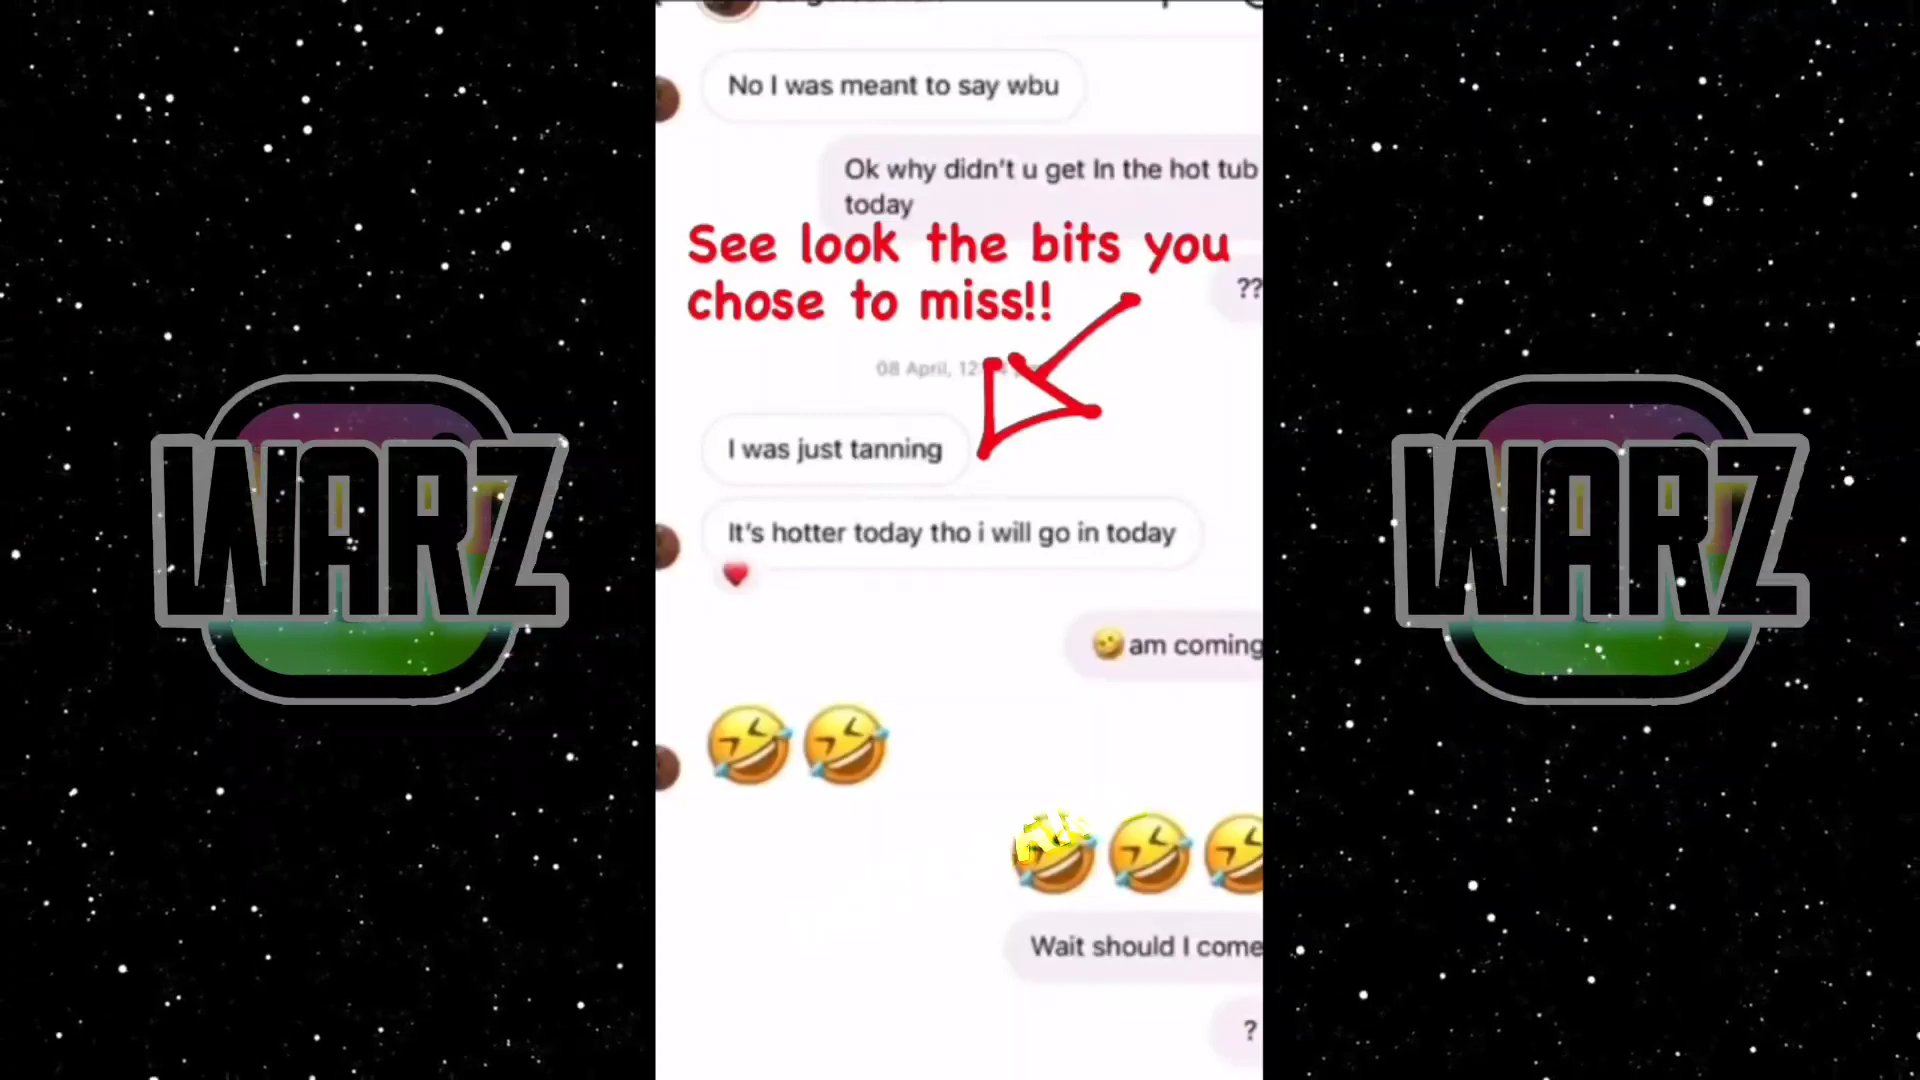 No I was meant to say wbu
Ok why didn't u get In the hot tub
today
See look the bits you
??
chose to miss!!
08 April, 12
I was just tanning
It's hotter today tho i will go in today
am coming
Wait should I come
?
WARZ
WARZ